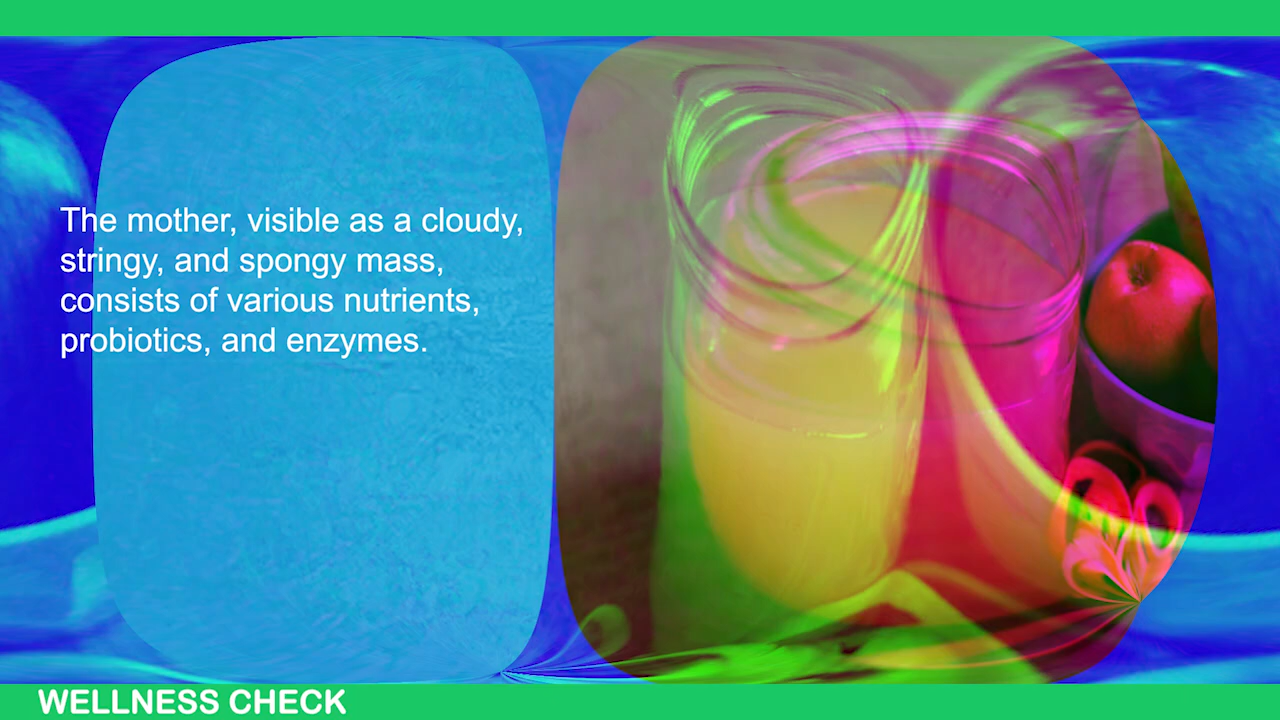 The mother, visible as a cloudy,
stringy, and spongy mass,
consists of various nutrients,
probiotics, and enzymes.
WELLNESS CHECK